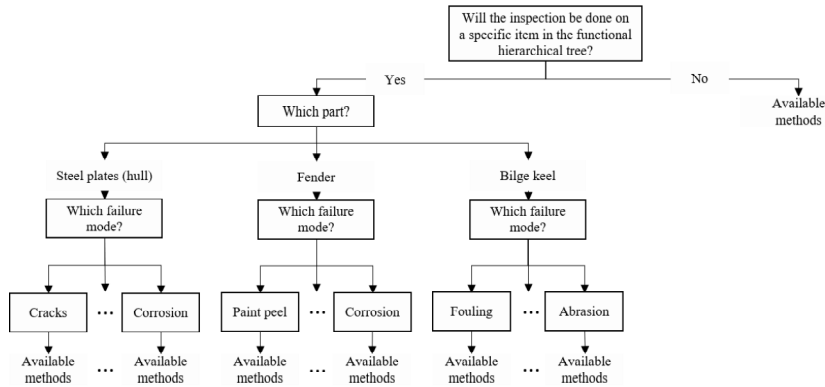 Will the inspection be done on
a specific item in the functional
hierarchical tree?
Yes
No
Which part?
Available
methods
Steel plates (hull)
Fender
Bilge keel
Which failure
mode?
Which failure
mode?
Which failure
mode?
Cracks
...
Corrosion
Paint peel
...
Corrosion
Fouling
...
Abrasion
Available
methods
...
Available
methods
Available
methods
...
Available
methods
Available
methods
...
Available
methods